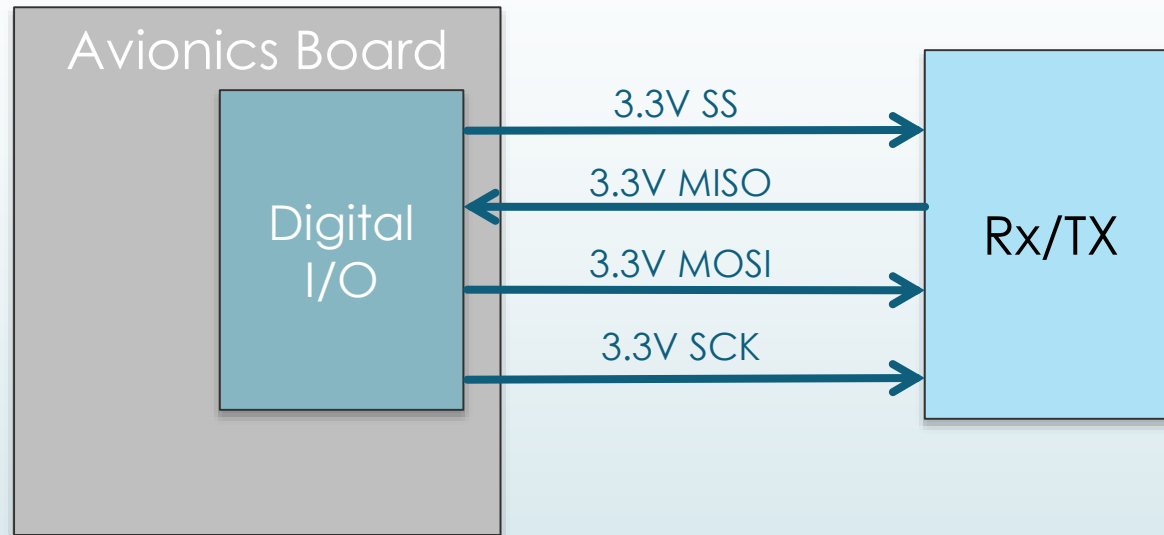 Avionics Board
Digital
I/O
3.3V SS
3.3V MISO
3.3V MOSI
3.3V SCK
Rx/TX